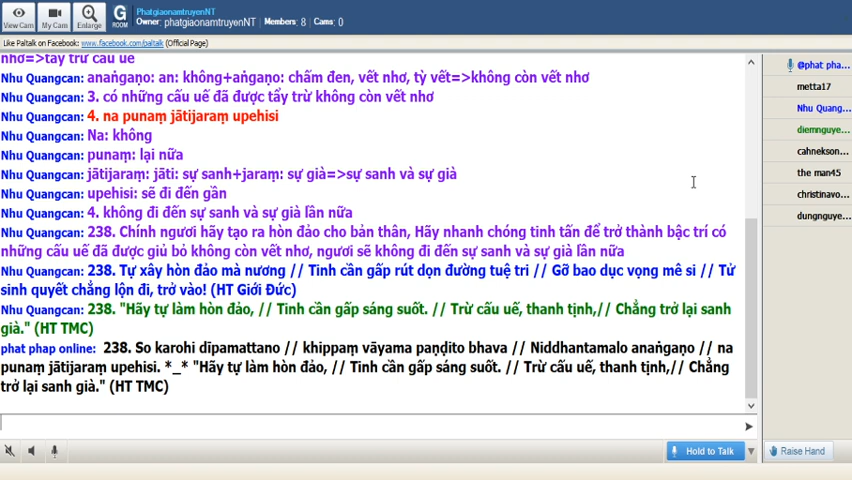 PhatgiaonamtruyenNT
Owner: phatgiaonamtruyenNT Members: 8 Cams: 0
View Cam My Cam Enlarge G ROOM
Like Paltalk on Facebook: www.facebook.com/paltalk (Official Page)
nhơ=>tẩy trừ cấu uế
Nhu Quangcan: anaṅgaṇo: an: không+aṅgaṇo: chấm đen, vết nhơ, tỳ vết=>không còn vết nhơ
Nhu Quangcan: 3. có những cấu uế đã được tẩy trừ không còn vết nhơ
Nhu Quangcan: 4. na punaṃ jātijaraṃ upehisi
Nhu Quangcan: Na: không
Nhu Quangcan: punaṃ: lại nữa
Nhu Quangcan: jātijaraṃ: jāti: sự sanh+jaraṃ: sự già=>sự sanh và sự già
Nhu Quangcan: upehisi: sẽ đi đến gần
Nhu Quangcan: 4. không đi đến sự sanh và sự già lần nữa
Nhu Quangcan: 238. Chính ngươi hãy tạo ra hòn đảo cho bản thân, Hãy nhanh chóng tinh tấn để trở thành bậc trí có
những cấu uế đã được giũ bỏ không còn vết nhơ, ngươi sẽ không đi đến sự sanh và sự già lần nữa
Nhu Quangcan: 238. Tự xây hòn đảo mà nương // Tinh cần gấp rút dọn đường tuệ tri // Gỡ bao dục vọng mê si // Tử
sinh quyết chẳng lộn đi, trở vào! (HT Giới Đức)
Nhu Quangcan: 238. "Hãy tự làm hòn đảo, // Tinh cần gấp sáng suốt. // Trừ cấu uế, thanh tịnh,// Chẳng trở lại sanh
già." (HT TMC)
phat phap online: 238. So karohi dīpamattano // khippaṃ vāyama paṇḍito bhava // Niddhantamalo anaṅgaṇo // na
punaṃ jātijaraṃ upehisi. *_* "Hãy tự làm hòn đảo, // Tinh cần gấp sáng suốt. // Trừ cấu uế, thanh tịnh,// Chẳng
trở lại sanh già." (HT TMC)
@phat pha...
metta17
Nhu Quang...
diemnguye...
cahnekson...
the man45
christinavo...
dungnguye...
Hold to Talk
Raise Hand